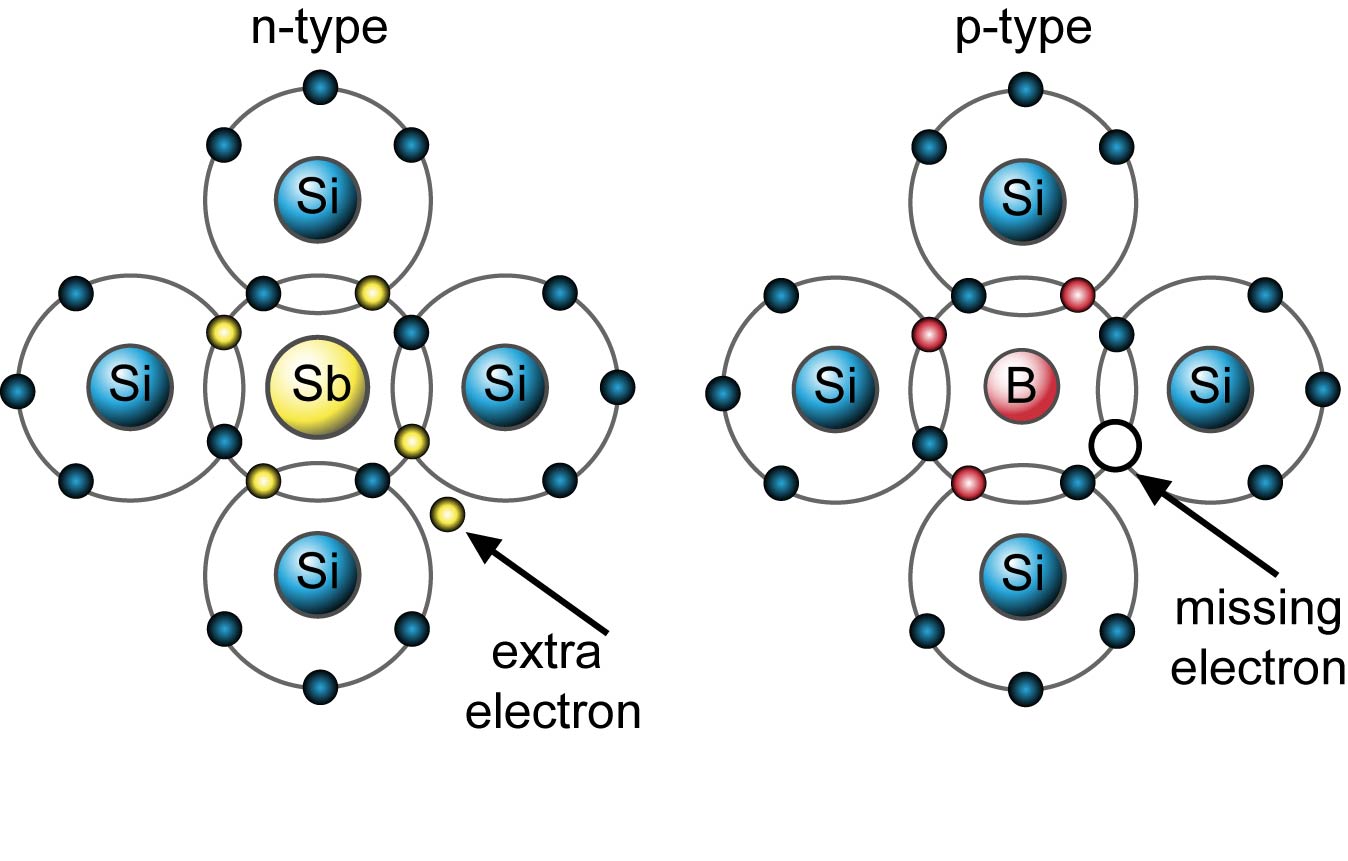 n-type
p-type
Si
Si
Si
Sb
Si
Si
B
Si
Si
Si
extra
electron
missing
electron